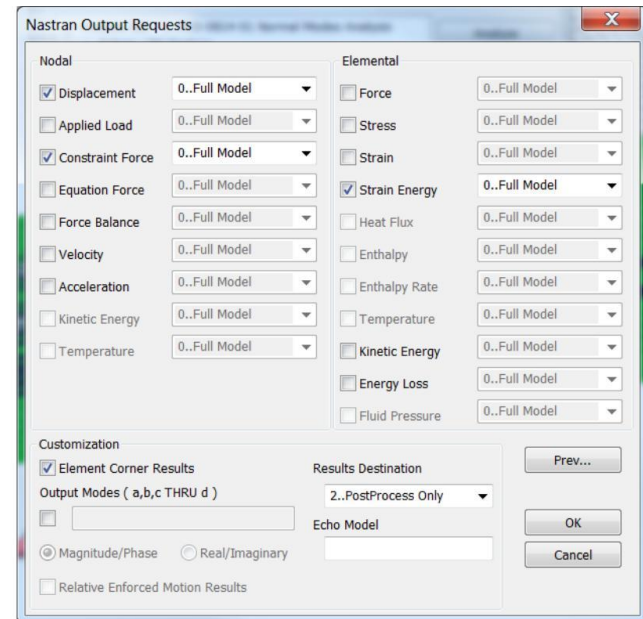 Nastran Output Requests
Nodal
Displacement 0..Full Model
Applied Load 0..Full Model
Constraint Force 0..Full Model
Equation Force 0..Full Model
Force Balance 0..Full Model
Velocity 0..Full Model
Acceleration 0..Full Model
Kinetic Energy 0..Full Model
Temperature 0..Full Model
Elemental
Force 0..Full Model
Stress 0..Full Model
Strain 0..Full Model
Strain Energy 0..Full Model
Heat Flux 0..Full Model
Enthalpy 0..Full Model
Enthalpy Rate 0..Full Model
Temperature 0..Full Model
Kinetic Energy 0..Full Model
Energy Loss 0..Full Model
Fluid Pressure 0..Full Model
Customization
Element Corner Results
Output Modes ( a,b,c THRU d )
Magnitude/Phase Real/Imaginary
Relative Enforced Motion Results
Results Destination
2..PostProcess Only
Echo Model
Prev...
OK
Cancel